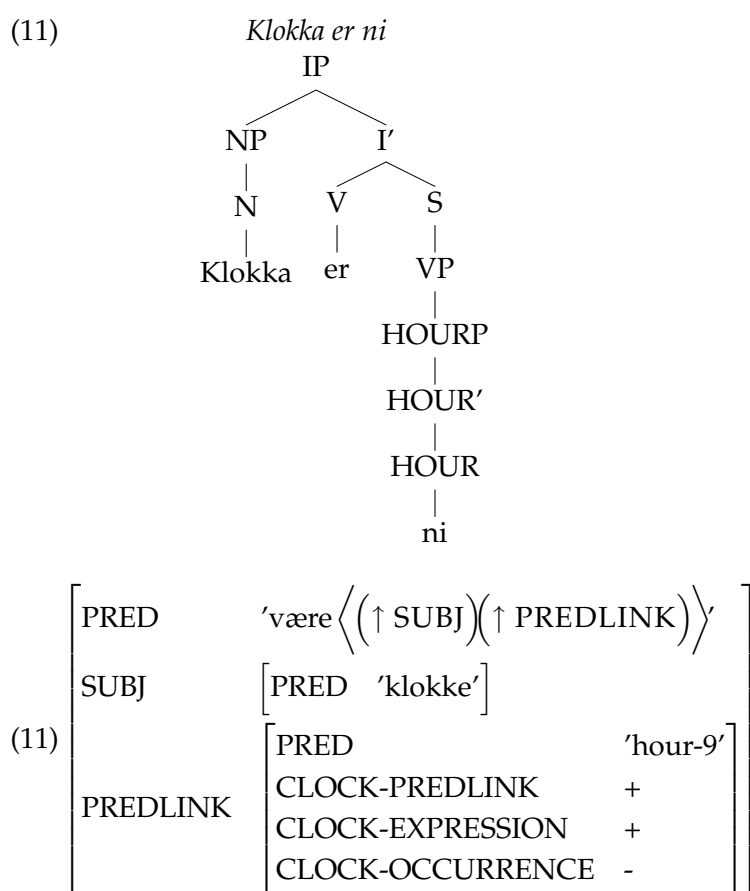 (11) Klokka er ni
IP
NP I'
N V S
Klokka er VP
HOURP
HOUR'
HOUR
ni
PRED 'være⟨(↑ SUBJ)(↑ PREDLINK)⟩'
SUBJ [PRED 'klokke']
(11) PREDLINK [PRED 'hour-9'
CLOCK-PREDLINK +
CLOCK-EXPRESSION +
CLOCK-OCCURRENCE -